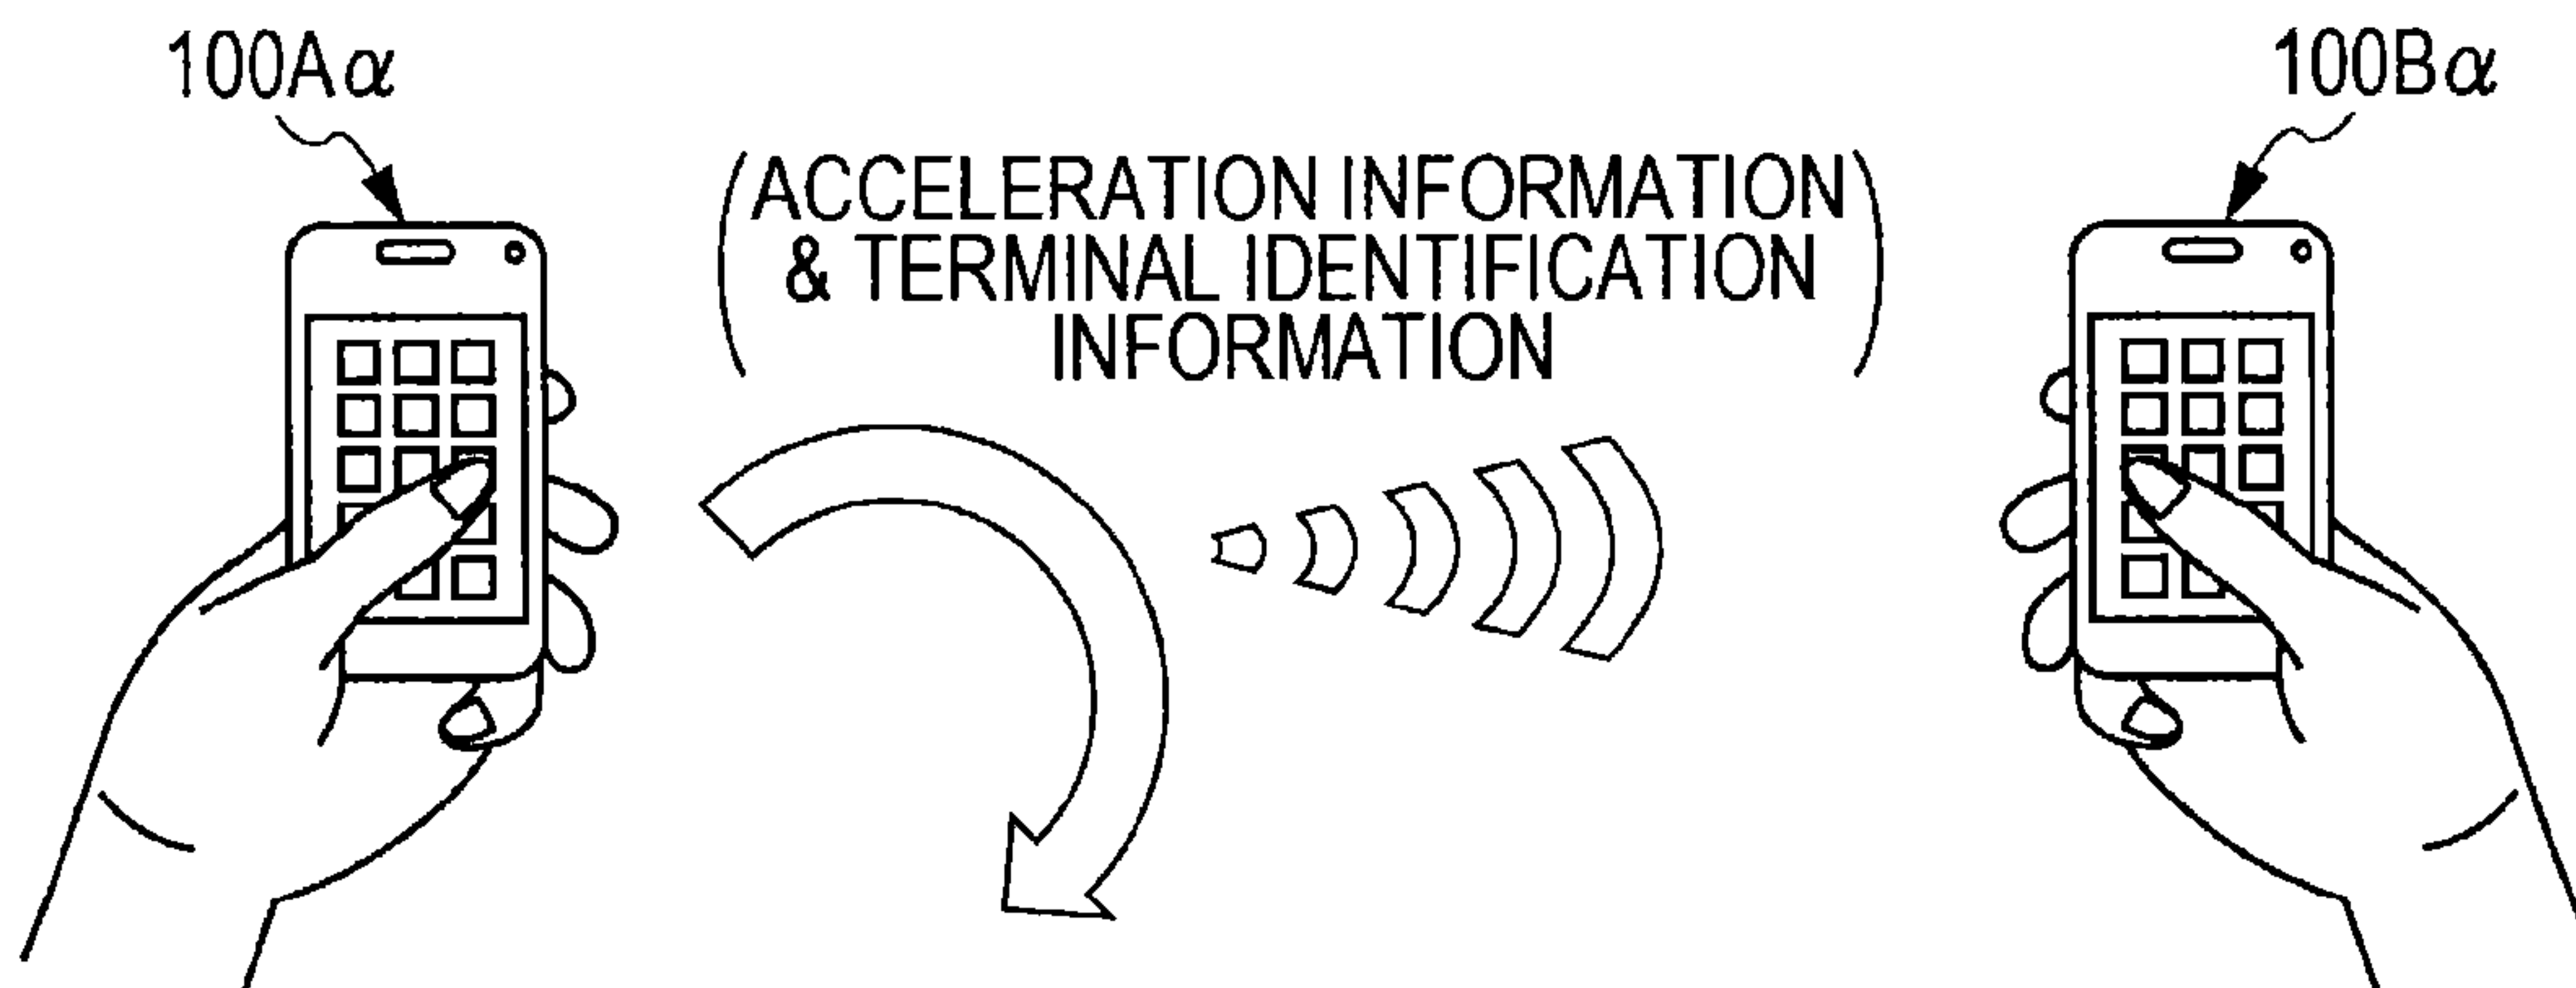 100Aα
100Bα
(ACCELERATION INFORMATION
& TERMINAL IDENTIFICATION
INFORMATION)